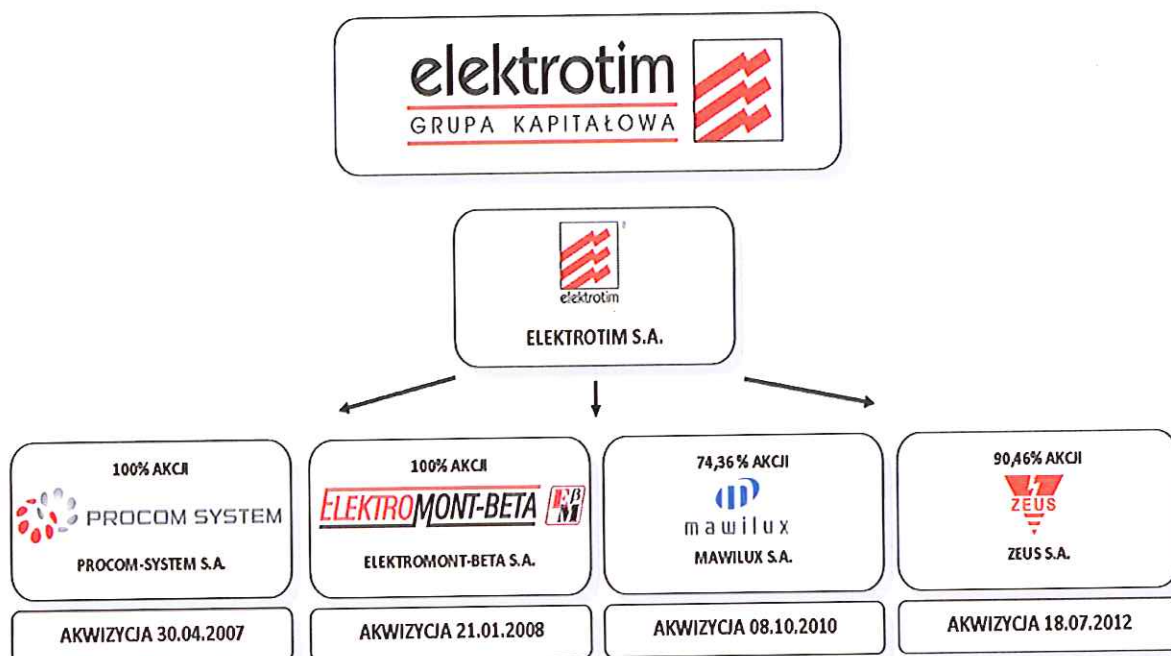 elektrotim
GRUPA KAPITAŁOWA
elektrotim
ELEKTROTIM S.A.
100% AKCJI
PROCOM SYSTEM
PROCOM-SYSTEM S.A.
AKWIZYCJA 30.04.2007
100% AKCJI
ELEKTROMONT-BETA EBM
ELEKTROMONT-BETA S.A.
AKWIZYCJA 21.01.2008
74,36% AKCJI
mawilux
MAWILUX S.A.
AKWIZYCJA 08.10.2010
90,46% AKCJI
ZEUS
ZEUS S.A.
AKWIZYCJA 18.07.2012